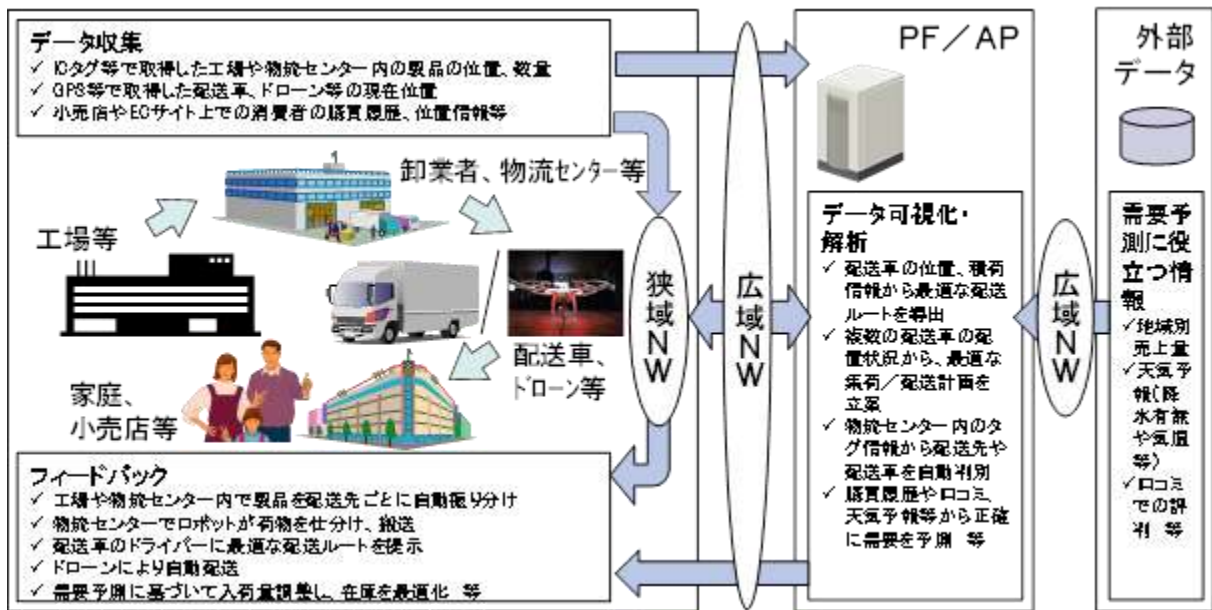 データ収集
✓ ICタグ等で取得した工場や物流センター内の製品の位置、数量
✓ GPS等で取得した配送車、ドローン等の現在位置
✓ 小売店やECサイト上での消費者の購買履歴、位置情報等
卸業者、物流センター等
工場等
配送車、
ドローン等
家庭、
小売店等
狭域NW
広域NW
フィードバック
✓ 工場や物流センター内で製品を配送先ごとに自動振り分け
✓ 物流センターでロボットが荷物を仕分け、搬送
✓ 配送車のドライバーに最適な配送ルートを提示
✓ ドローンにより自動配送
✓ 需要予測に基づいて入荷量調整し、在庫を最適化 等
PF／AP
データ可視化・
解析
✓ 配送車の位置、積荷
情報から最適な配送
ルートを導出
✓ 複数の配送車の配
置状況から、最適な
集荷／配送計画を
立案
✓ 物流センター内のタ
グ情報から配送先や
配送車を自動判別
✓ 購買履歴や口コミ、
天気予報等から正確
に需要を予測 等
広域NW
外部
データ
需要予
測に役
立つ情
報
✓地域別
売上量
✓天気予
報(降
水有無
や気温
等)
✓口コミ
での評
判 等